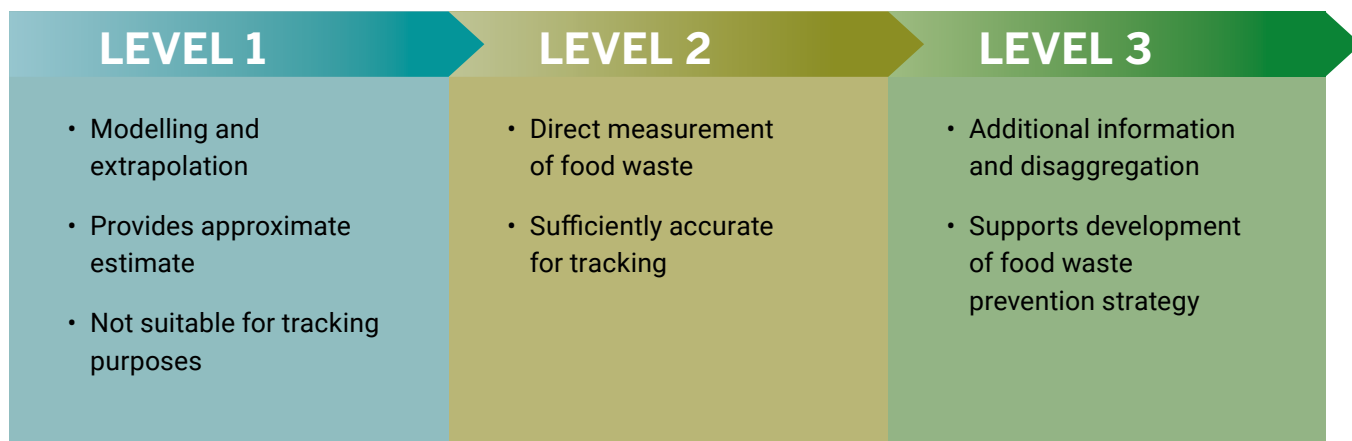 LEVEL 1
• Modelling and
extrapolation
• Provides approximate
estimate
• Not suitable for tracking
purposes
LEVEL 2
• Direct measurement
of food waste
• Sufficiently accurate
for tracking
LEVEL 3
• Additional information
and disaggregation
• Supports development
of food waste
prevention strategy